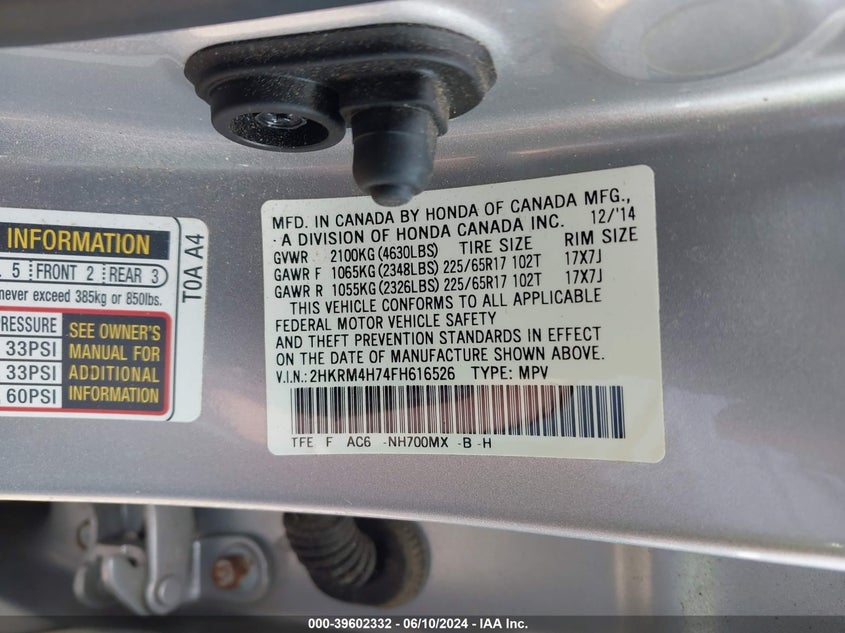 INFORMATION
5 FRONT 2 REAR 3
never exceed 385kg or 850lbs.
PRESSURE
33PSI
33PSI
60PSI
SEE OWNER'S
MANUAL FOR
ADDITIONAL
INFORMATION
T0A A4
MFD. IN CANADA BY HONDA OF CANADA MFG.,
A DIVISION OF HONDA CANADA INC. 12/'14
GVWR 2100KG(4630LBS) TIRE SIZE RIM SIZE
GAWR F 1065KG(2348LBS) 225/65R17 102T 17X7J
GAWR R 1055KG(2326LBS) 225/65R17 102T 17X7J
THIS VEHICLE CONFORMS TO ALL APPLICABLE
FEDERAL MOTOR VEHICLE SAFETY
AND THEFT PREVENTION STANDARDS IN EFFECT
ON THE DATE OF MANUFACTURE SHOWN ABOVE.
V.I.N.:2HKRM4H74FH616526 TYPE: MPV
TFE F AC6 -NH700MX -B -H
000-39602332 - 06/10/2024 - IAA Inc.